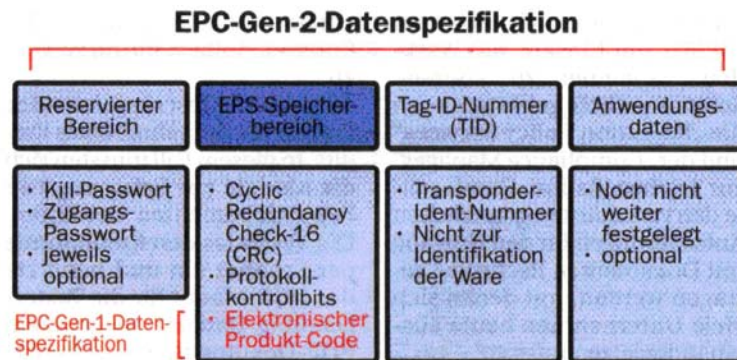 EPC-Gen-2-Datenspezifikation
Reservierter
Bereich
EPS-Speicher-
bereich
Tag-ID-Nummer
(TID)
Anwendungs-
daten
· Kill-Passwort
· Zugangs-
Passwort
· jeweils
optional
· Cyclic
Redundancy
Check-16
(CRC)
· Protokoll-
kontrollbits
· Elektronischer
Produkt-Code
· Transponder-
Ident-Nummer
· Nicht zur
Identifikation
der Ware
· Noch nicht
weiter
festgelegt
· optional
EPC-Gen-1-Daten-
spezifikation